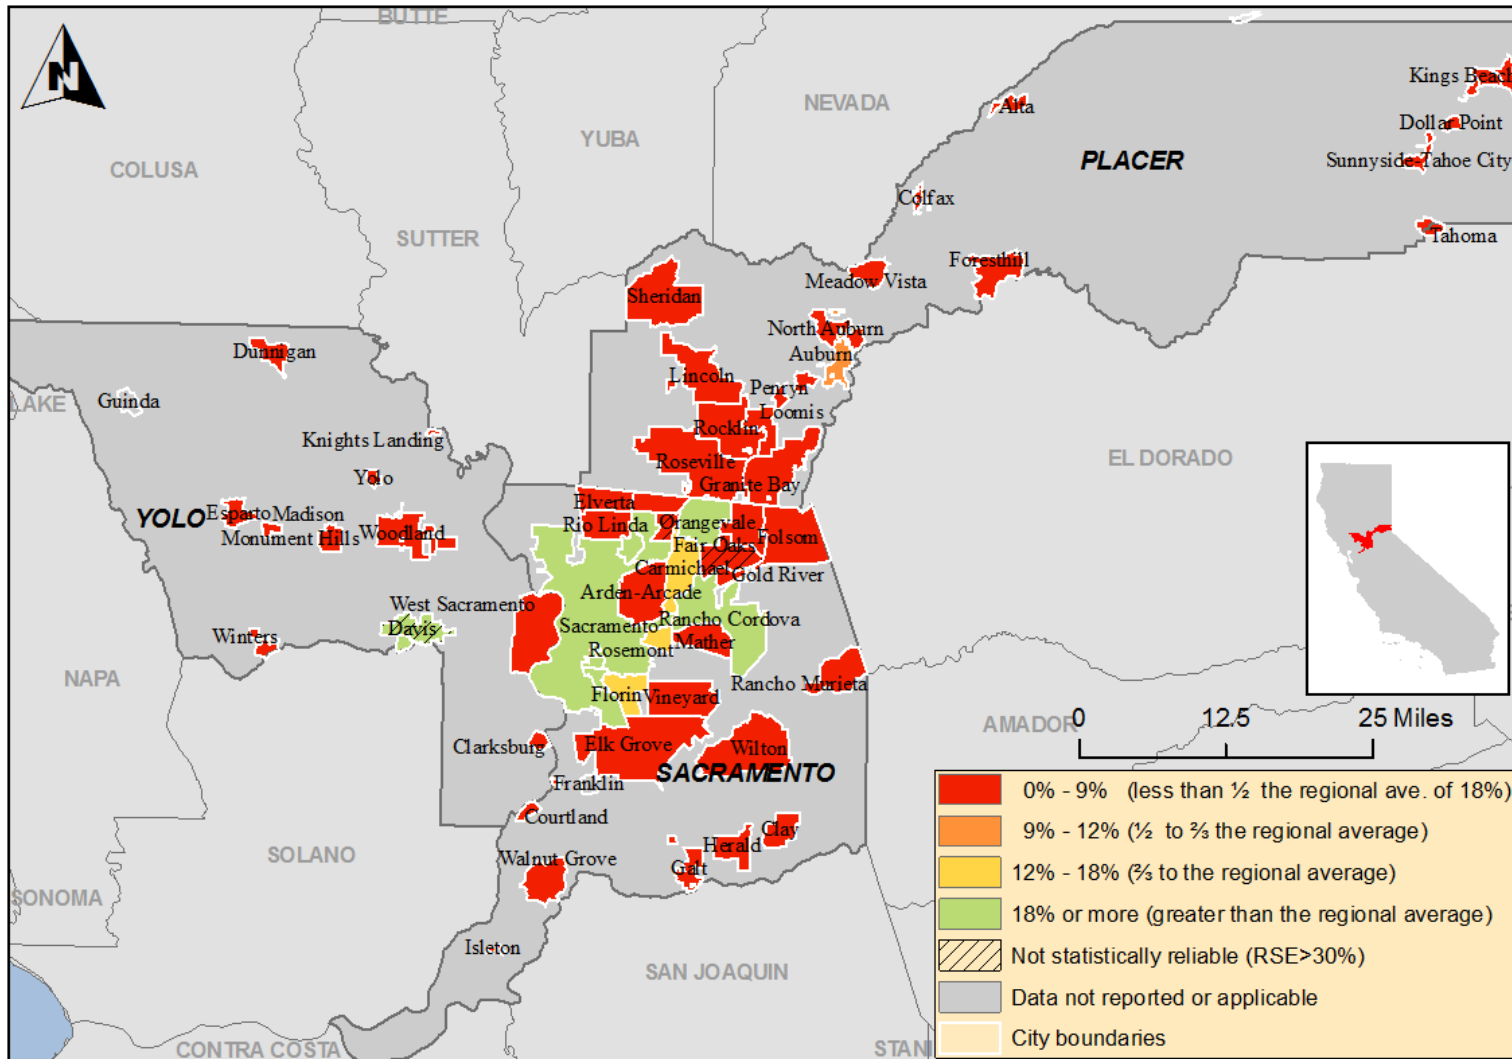 BUTTE
N
NEVADA
Kings Beach
Alta
Dollar Point
YUBA
COLUSA
PLACER
Sunnyside-Tahoe City
Colfax
SUTTER
Tahoma
Foresthill
Meadow Vista
Sheridan
North Auburn
Dunnigan
Auburn
Lincoln
Penryn
Guinda
LAKE
Loomis
Knights Landing
Rocklin
EL DORADO
Roseville
Yolo
Granite Bay
Elverta
Esparto
Madison
YOLO
Rio Linda
Orangevale
Monument Hills
Woodland
Folsom
Fair Oaks
Carmichael
Gold River
Arden-Arcade
West Sacramento
Rancho Cordova
Davis
Sacramento
Winters
Mather
Rosemont
NAPA
Rancho Murieta
Florin
Vineyard
AMADOR
0 12.5 25 Miles
Clarksburg
Elk Grove
Wilton
SACRAMENTO
Franklin
0% - 9% (less than ½ the regional ave. of 18%)
Courtland
Clay
9% - 12% (½ to ⅔ the regional average)
Herald
SOLANO
Walnut Grove
Galt
12% - 18% (⅔ to the regional average)
SONOMA
18% or more (greater than the regional average)
Isleton
Not statistically reliable (RSE>30%)
SAN JOAQUIN
Data not reported or applicable
City boundaries
CONTRA COSTA
STANI